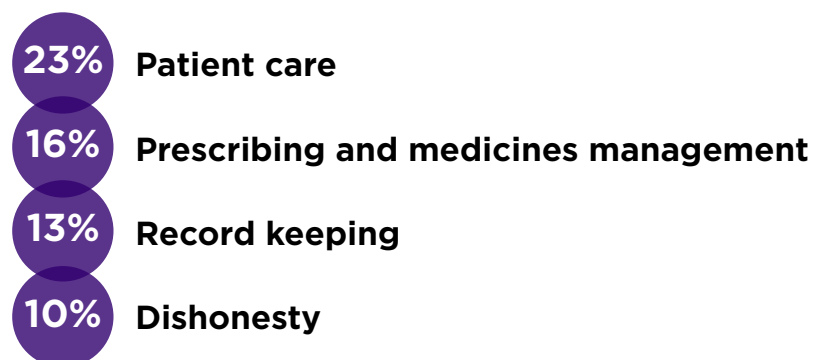 23% Patient care
16% Prescribing and medicines management
13% Record keeping
10% Dishonesty